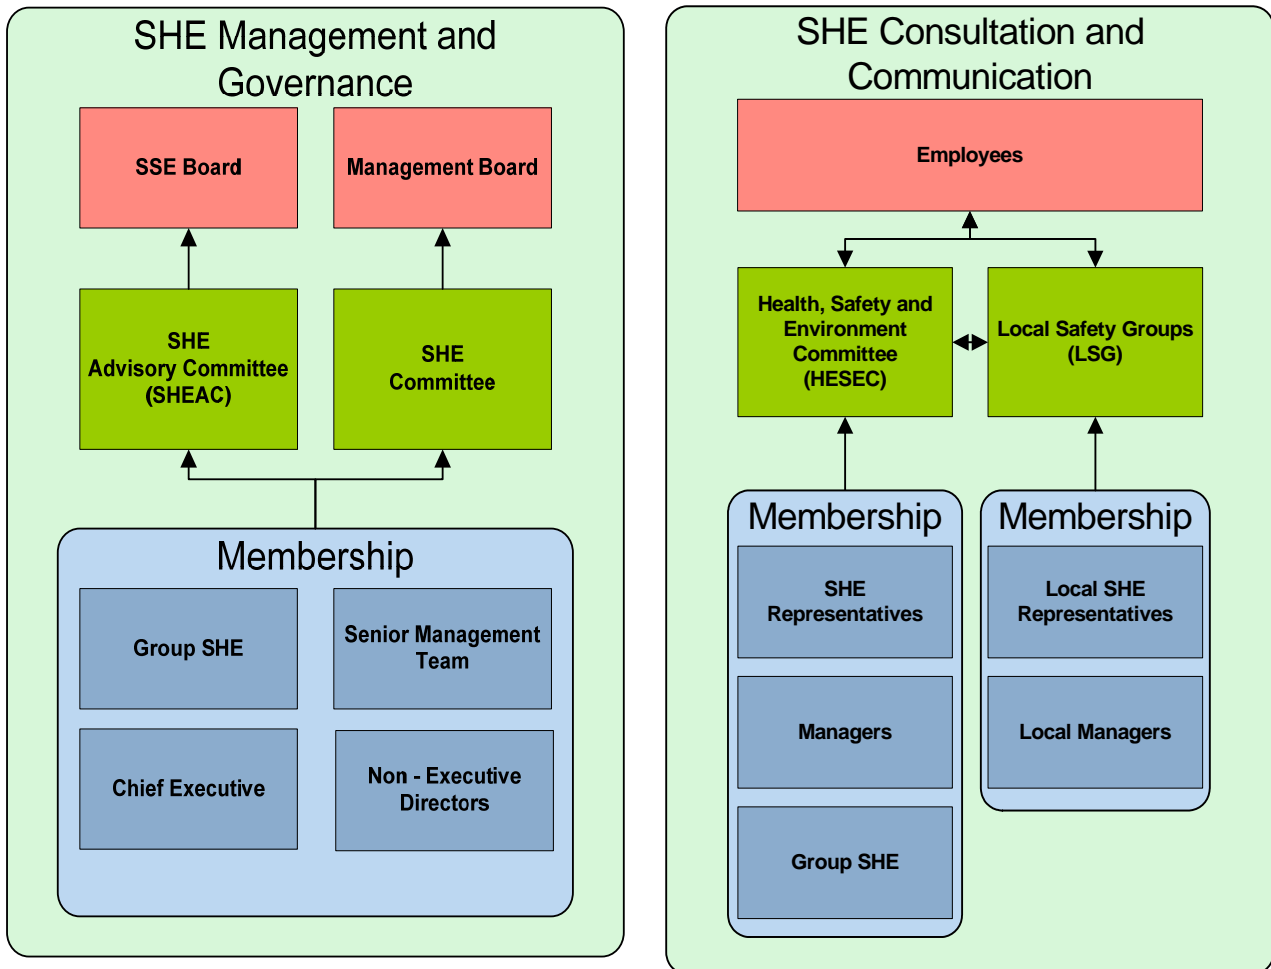 SHE Management and
Governance
SSE Board
Management Board
SHE
Advisory Committee
(SHEAC)
SHE
Committee
Membership
Group SHE
Senior Management
Team
Chief Executive
Non - Executive
Directors
SHE Consultation and
Communication
Employees
Health, Safety and
Environment
Committee
(HESEC)
Local Safety Groups
(LSG)
Membership
SHE
Representatives
Managers
Group SHE
Membership
Local SHE
Representatives
Local Managers